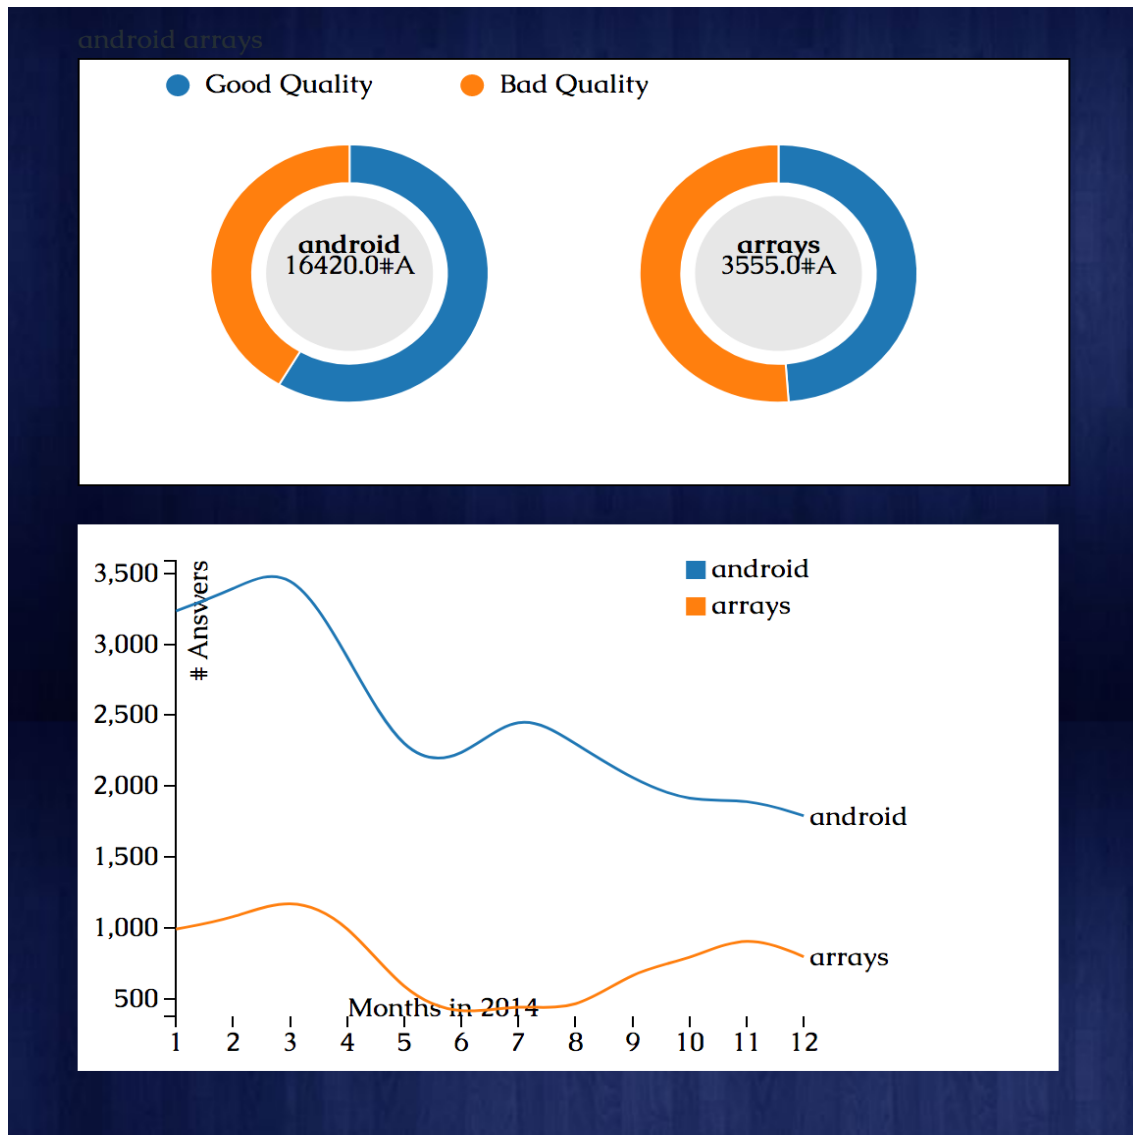 android arrays
Good Quality
Bad Quality
android
16420.0#A
arrays
3555.0#A
# Answers
android
arrays
3,500
3,000
2,500
2,000
1,500
1,000
500
android
arrays
Months in 2014
1 2 3 4 5 6 7 8 9 10 11 12